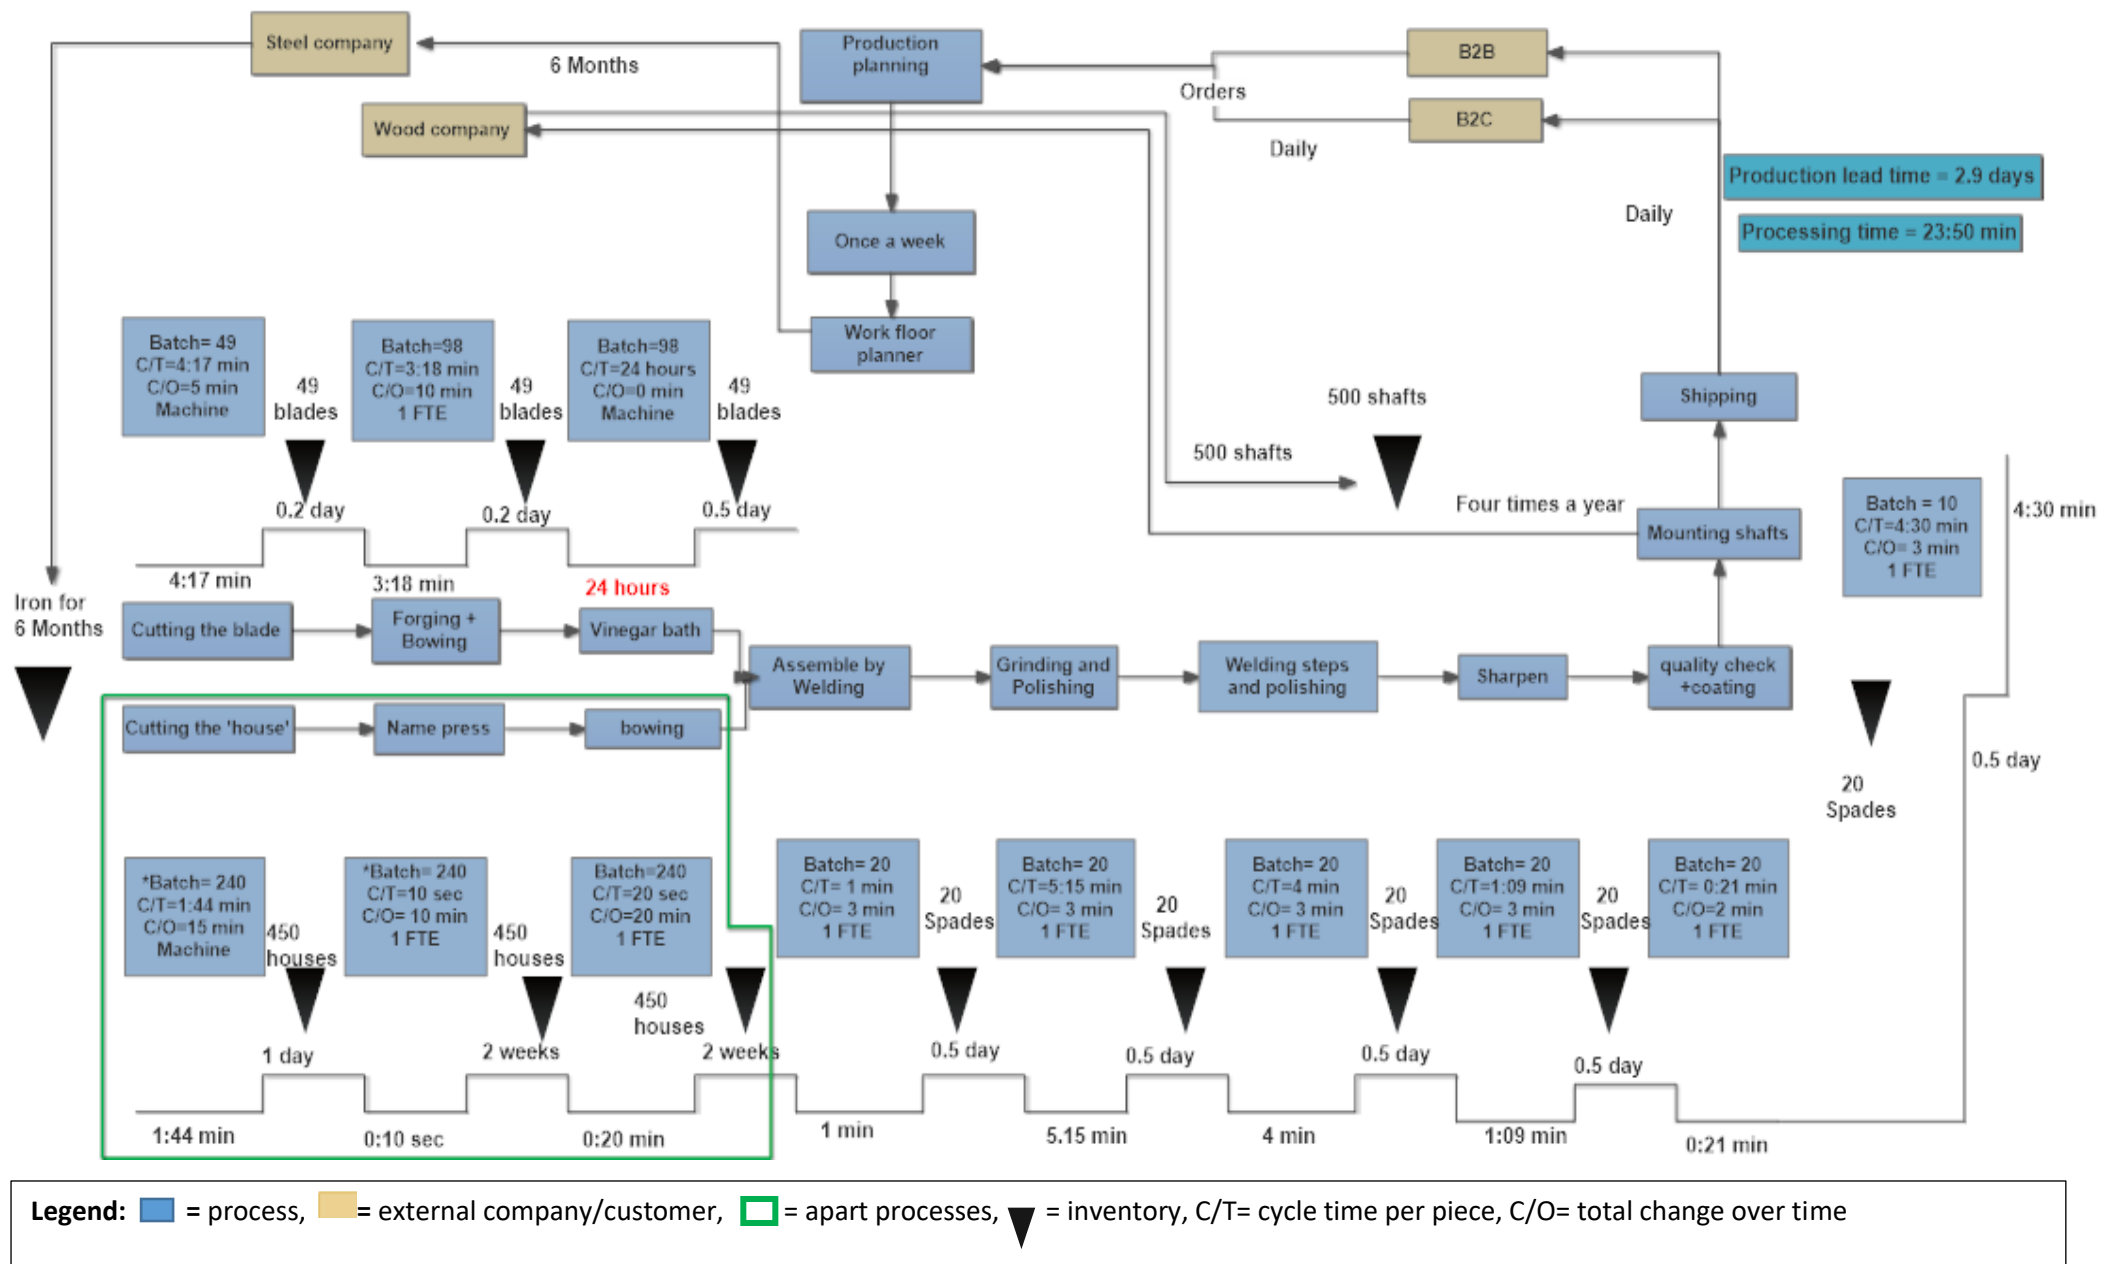 Steel company
6 Months
Production
planning
B2B
Orders
B2C
Wood company
Daily
Production lead time = 2.9 days
Daily
Processing time = 23:50 min
Once a week
Work floor
planner
Batch= 49
C/T=4:17 min
C/O=5 min
Machine
49
blades
Batch=98
C/T=3:18 min
C/O=10 min
1 FTE
49
blades
Batch=98
C/T=24 hours
C/O=0 min
Machine
49
blades
500 shafts
Shipping
500 shafts
Four times a year
Mounting shafts
Batch = 10
C/T=4:30 min
C/O= 3 min
1 FTE
4:30 min
0.2 day
0.2 day
0.5 day
4:17 min
3:18 min
24 hours
Iron for
6 Months
Cutting the blade
Forging +
Bowing
Vinegar bath
Assemble by
Welding
Grinding and
Polishing
Welding steps
and polishing
Sharpen
quality check
+coating
Cutting the 'house'
Name press
bowing
0.5 day
20
Spades
*Batch= 240
C/T=1:44 min
C/O=15 min
Machine
450
houses
*Batch= 240
C/T=10 sec
C/O= 10 min
1 FTE
450
houses
Batch=240
C/T=20 sec
C/O=20 min
1 FTE
450
houses
Batch= 20
C/T= 1 min
C/O= 3 min
1 FTE
20
Spades
Batch= 20
C/T=5:15 min
C/O= 3 min
1 FTE
20
Spades
Batch= 20
C/T=4 min
C/O= 3 min
1 FTE
20
Spades
Batch= 20
C/T=1:09 min
C/O= 3 min
1 FTE
20
Spades
Batch= 20
C/T= 0:21 min
C/O=2 min
1 FTE
1 day
2 weeks
2 weeks
0.5 day
0.5 day
0.5 day
0.5 day
1:44 min
0:10 sec
0:20 min
1 min
5.15 min
4 min
1:09 min
0:21 min
Legend: = process, = external company/customer, = apart processes, = inventory, C/T= cycle time per piece, C/O= total change over time